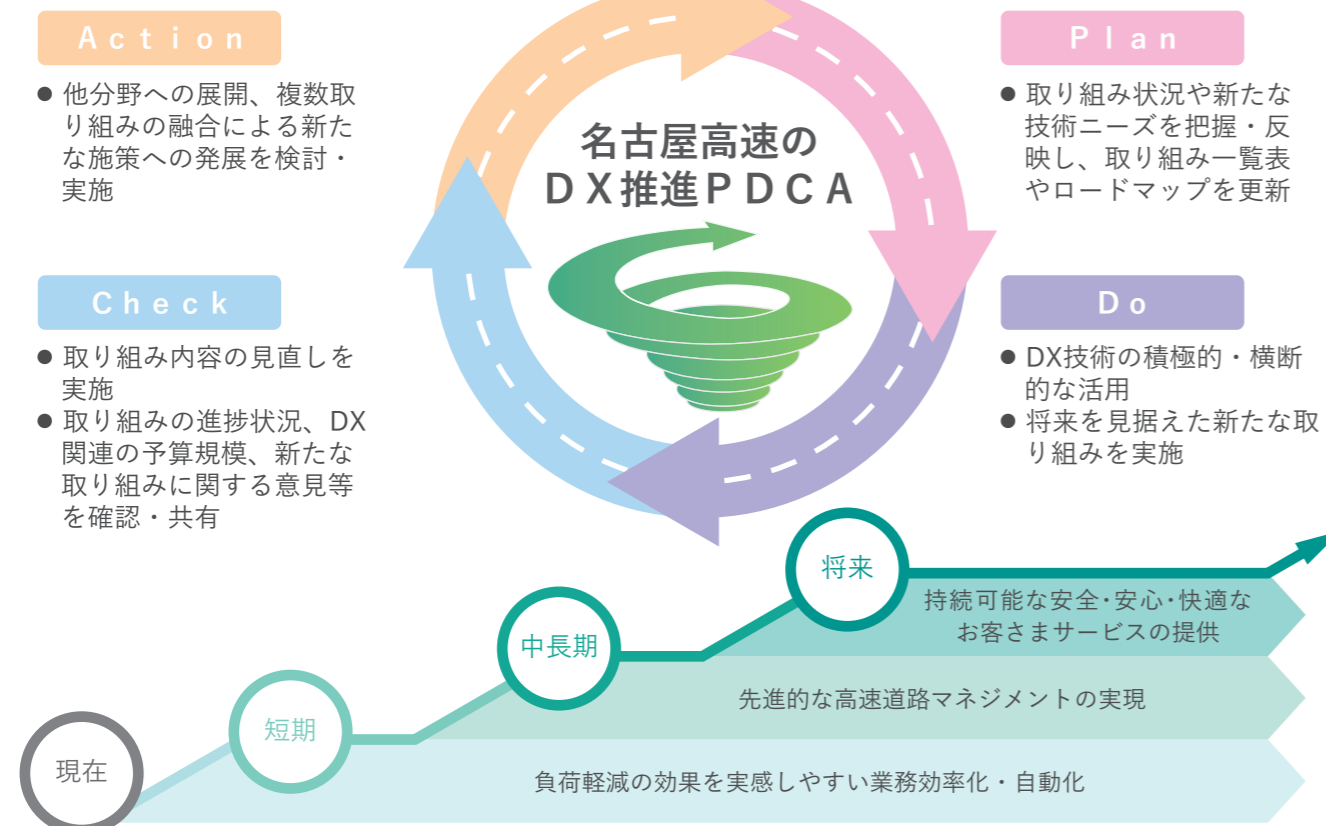 Action
● 他分野への展開、複数取
り組みの融合による新た
な施策への発展を検討・
実施
Check
● 取り組み内容の見直しを
実施
● 取り組みの進捗状況、DX
関連の予算規模、新たな
取り組みに関する意見等
を確認・共有
名古屋高速の
DX推進PDCA
Plan
● 取り組み状況や新たな
技術ニーズを把握・反
映し、取り組み一覧表
やロードマップを更新
Do
● DX技術の積極的・横断
的な活用
● 将来を見据えた新たな取
り組みを実施
将来
持続可能な安全・安心・快適な
お客さまサービスの提供
中長期
先進的な高速道路マネジメントの実現
短期
現在
負荷軽減の効果を実感しやすい業務効率化・自動化